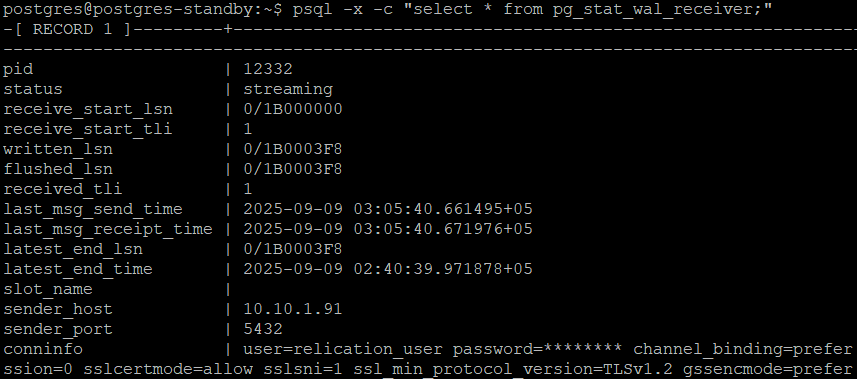 postgres@postgres-standby:~$ psql -x -c "select * from pg_stat_wal_receiver;"
-[ RECORD 1 ]---------+---------------------------------------------------------------
--------------------------------------------------------------------------------------
pid                   | 12332
status                | streaming
receive_start_lsn     | 0/1B000000
receive_start_tli     | 1
written_lsn           | 0/1B0003F8
flushed_lsn           | 0/1B0003F8
received_tli          | 1
last_msg_send_time    | 2025-09-09 03:05:40.661495+05
last_msg_receipt_time | 2025-09-09 03:05:40.671976+05
latest_end_lsn        | 0/1B0003F8
latest_end_time       | 2025-09-09 02:40:39.971878+05
slot_name             |
sender_host           | 10.10.1.91
sender_port           | 5432
conninfo              | user=relication_user password=******** channel_binding=prefer
ssion=0 sslcertmode=allow sslsni=1 ssl_min_protocol_version=TLSv1.2 gssencmode=prefer